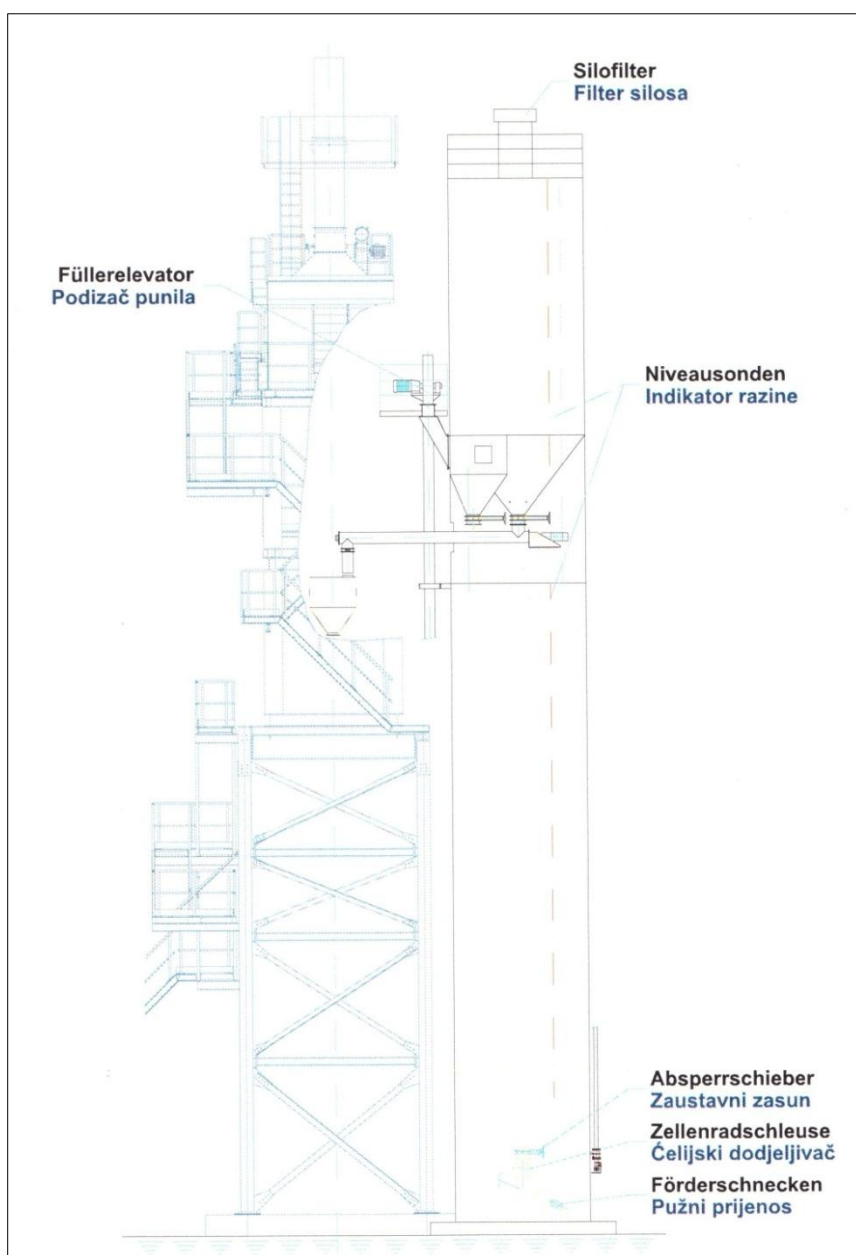 Silofilter
Filter silosa
Füllerelevator
Podizač punila
Niveausonden
Indikator razine
Absperrschieber
Zaustavni zasun
Zellenradschleuse
Ćelijski dodjeljivač
Förderschnecken
Pužni prijenos